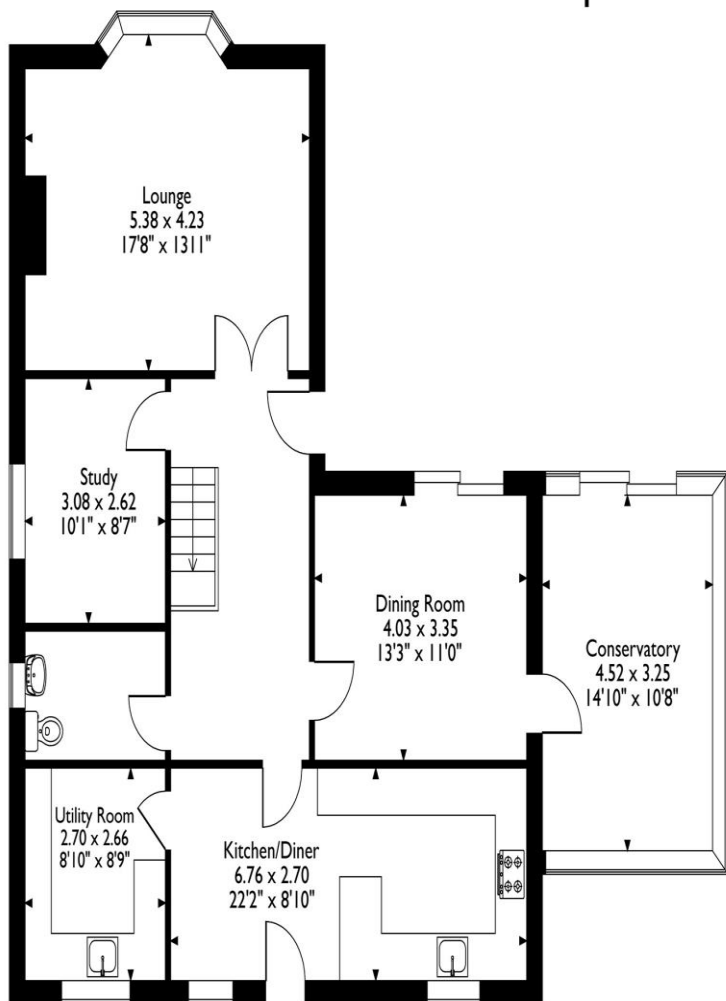 Lounge
5.38 x 4.23
17'8" x 1311"
Study
3.08 x 2.62
10'1" x 8'7"
Dining Room
4.03 x 3.35
13'3" x 11'0"
Conservatory
4.52 x 3.25
14'10" x 10'8"
Utility Room
2.70 x 2.66
8'10" x 8'9"
Kitchen/Diner
6.76 x 2.70
22'2" x 8'10"